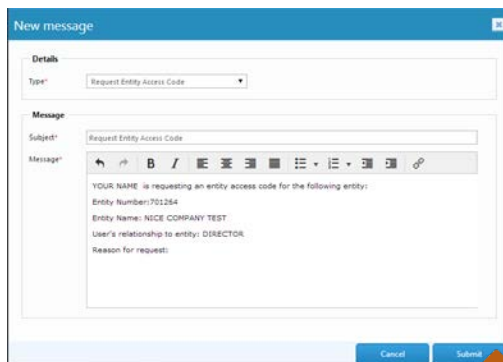 New message
Details
Type*
Request Entity Access Code
Message
Subject*
Request Entity Access Code
Message*
YOUR NAME is requesting an entity access code for the following entity:
Entity Number:701264
Entity Name: NICE COMPANY TEST
User's relationship to entity: DIRECTOR
Reason for request:
Cancel
Submit